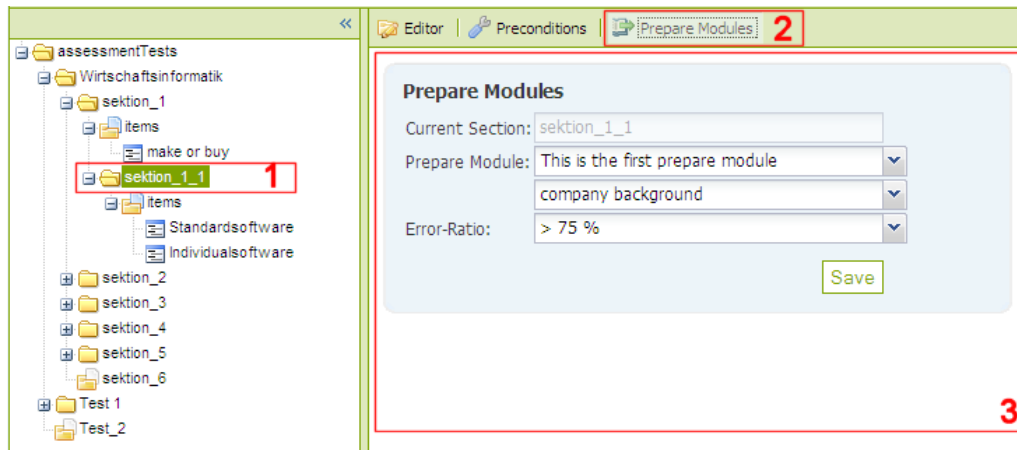 «
assessmentTests
Wirtschaftsinformatik
sektion_1
items
make or buy
sektion_1_1 1
items
Standardsoftware
Individualsoftware
sektion_2
sektion_3
sektion_4
sektion_5
sektion_6
Test 1
Test_2
Editor Preconditions Prepare Modules 2
Prepare Modules
Current Section: sektion_1_1
Prepare Module: This is the first prepare module
company background
Error-Ratio: > 75 %
Save
3